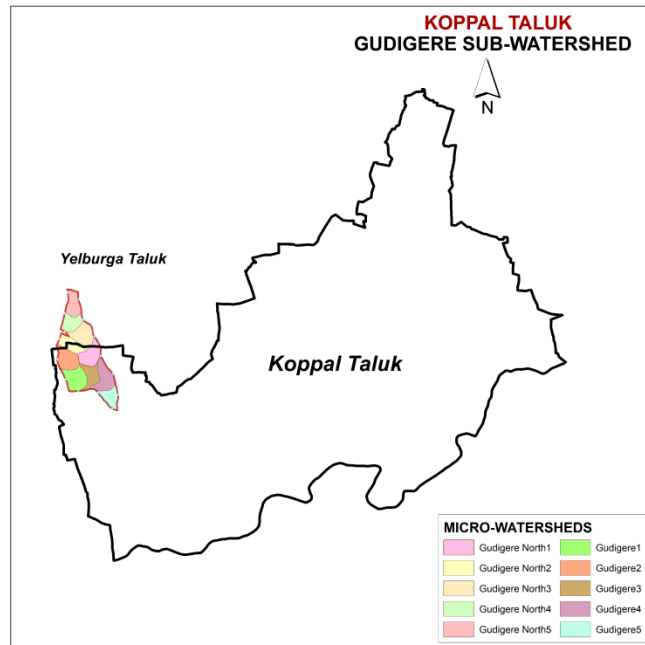 KOPPAL TALUK
GUDIGERE SUB-WATERSHED
N
Yelburga Taluk
Koppal Taluk
MICRO-WATERSHEDS
Gudigere North1
Gudigere1
Gudigere North2
Gudigere2
Gudigere North3
Gudigere3
Gudigere North4
Gudigere4
Gudigere North5
Gudigere5